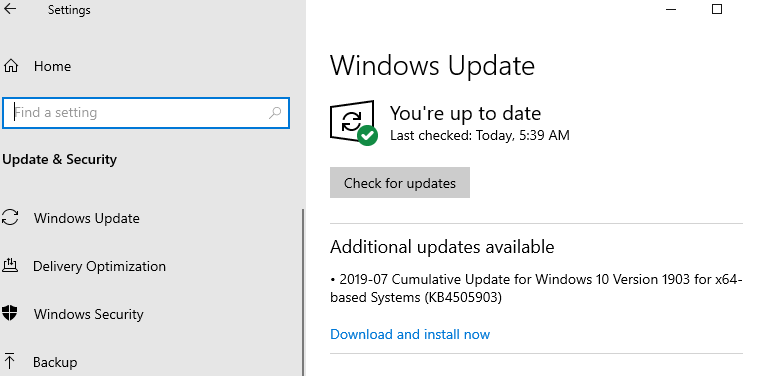 Settings
Home
Find a setting
Update & Security
Windows Update
Delivery Optimization
Windows Security
Backup
Windows Update
You're up to date
Last checked: Today, 5:39 AM
Check for updates
Additional updates available
• 2019-07 Cumulative Update for Windows 10 Version 1903 for x64-
based Systems (KB4505903)
Download and install now